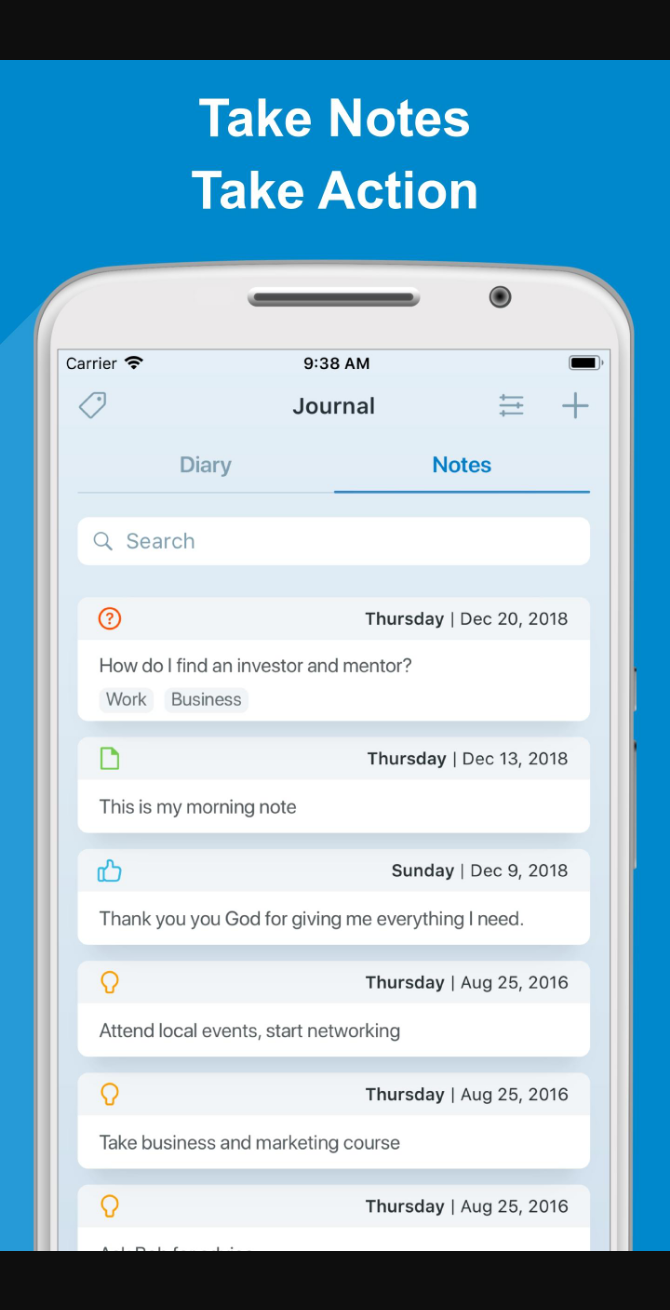 Take Notes
Take Action
Carrier 9:38 AM
Journal
Diary Notes
Search
Thursday | Dec 20, 2018
How do I find an investor and mentor?
Work Business
Thursday | Dec 13, 2018
This is my morning note
Sunday | Dec 9, 2018
Thank you you God for giving me everything I need.
Thursday | Aug 25, 2016
Attend local events, start networking
Thursday | Aug 25, 2016
Take business and marketing course
Thursday | Aug 25, 2016